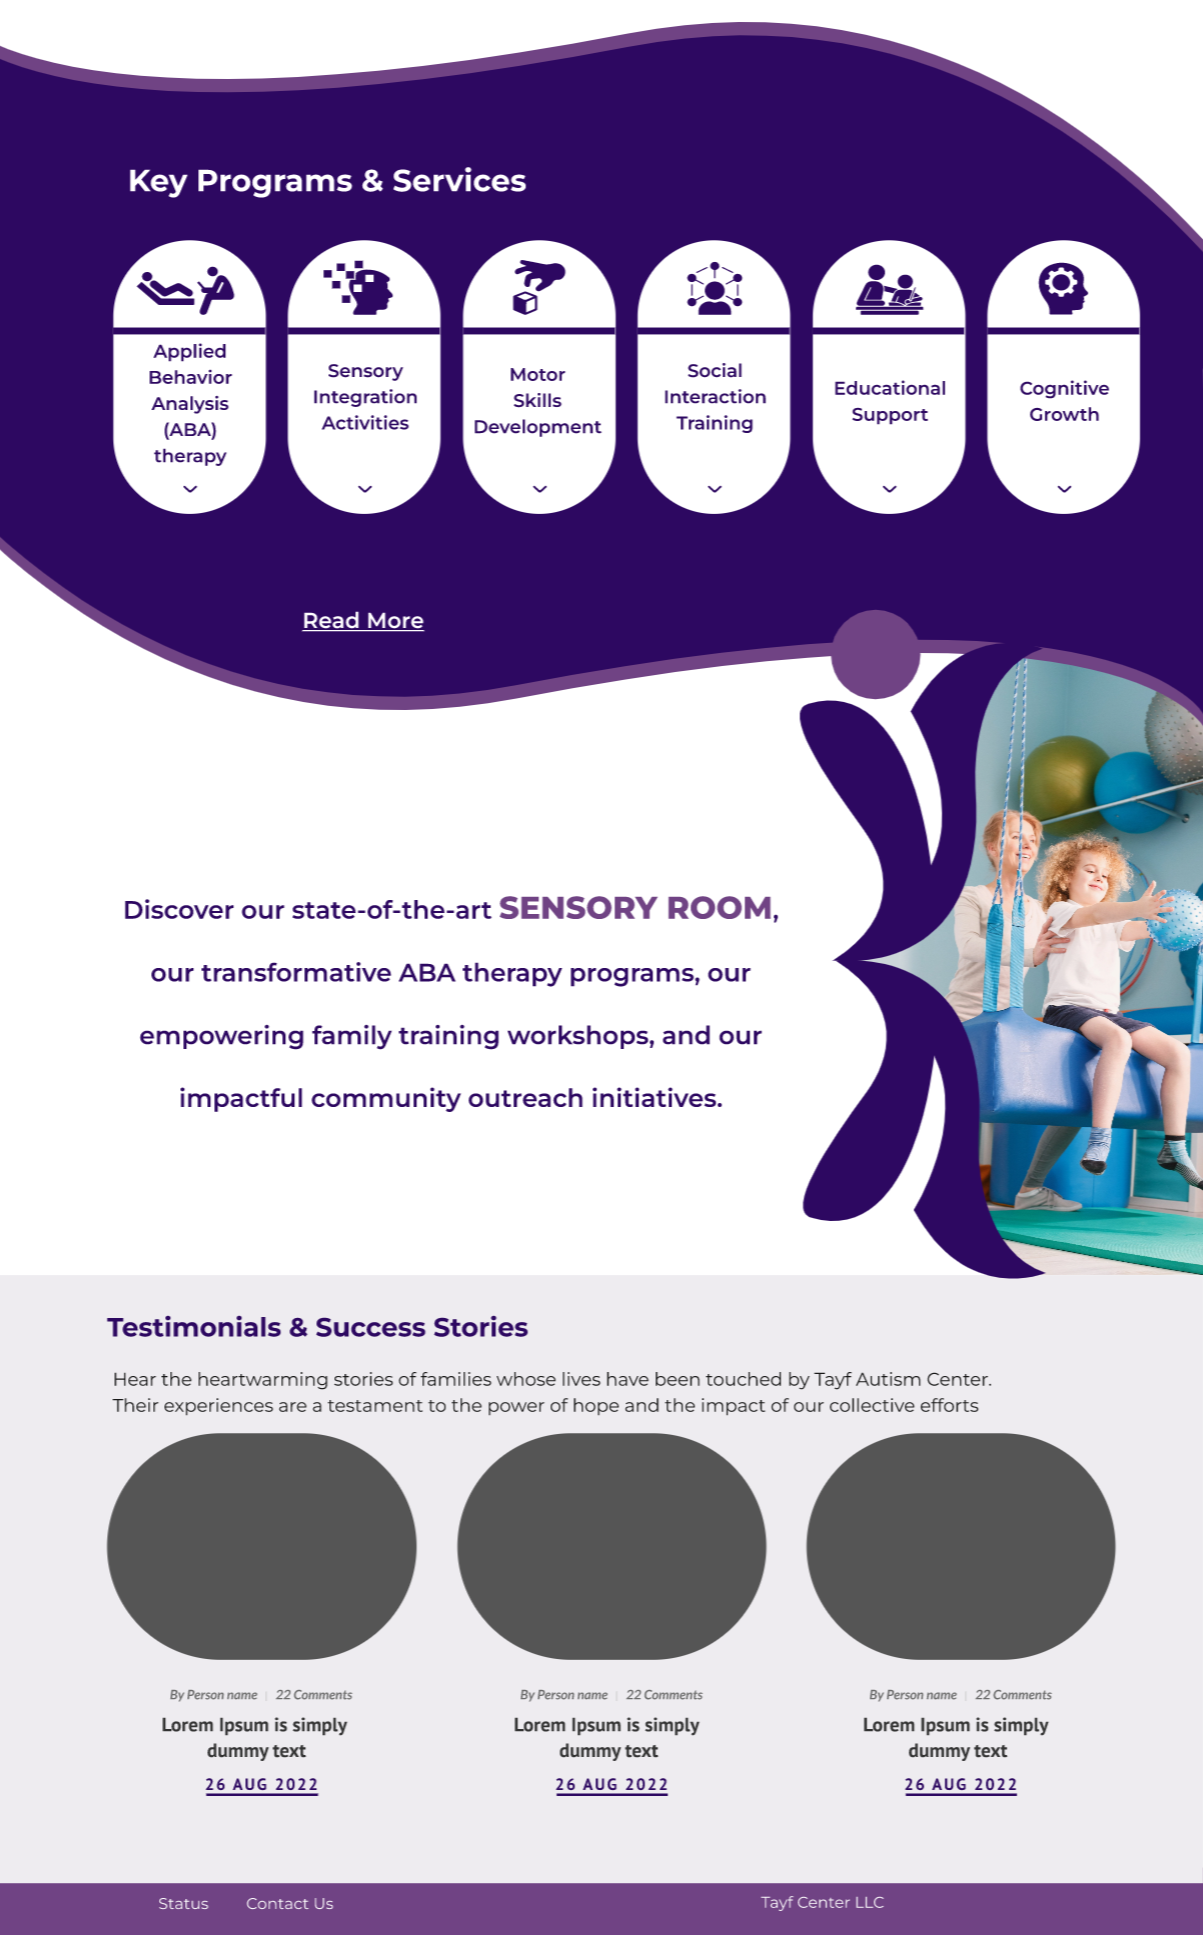 Key Programs & Services
Applied
Behavior
Analysis
(ABA)
therapy
Sensory
Integration
Activities
Motor
Skills
Development
Social
Interaction
Training
Educational
Support
Cognitive
Growth
Read More
Discover our state-of-the-art SENSORY ROOM,
our transformative ABA therapy programs, our
empowering family training workshops, and our
impactful community outreach initiatives.
Testimonials & Success Stories
Hear the heartwarming stories of families whose lives have been touched by Tayf Autism Center.
Their experiences are a testament to the power of hope and the impact of our collective efforts
By Person name | 22 Comments
Lorem Ipsum is simply
dummy text
26 AUG 2022
By Person name | 22 Comments
Lorem Ipsum is simply
dummy text
26 AUG 2022
By Person name | 22 Comments
Lorem Ipsum is simply
dummy text
26 AUG 2022
Status Contact Us Tayf Center LLC